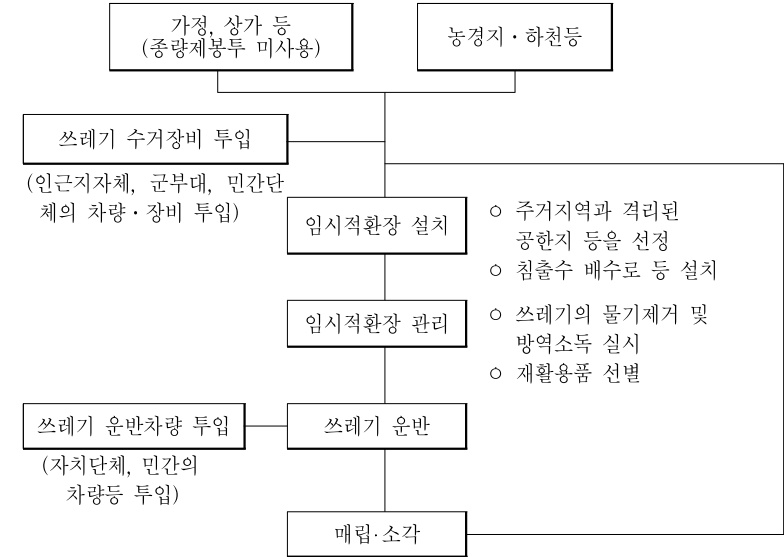 가정, 상가 등
(종량제봉투 미사용)
농경지·하천등
쓰레기 수거장비 투입
(인근지자체, 군부대, 민간단
체의 차량·장비 투입)
임시적환장 설치
○ 주거지역과 격리된
공한지 등을 선정
○ 침출수 배수로 등 설치
임시적환장 관리
○ 쓰레기의 물기제거 및
방역소독 실시
○ 재활용품 선별
쓰레기 운반차량 투입
(자치단체, 민간의
차량등 투입)
쓰레기 운반
매립·소각